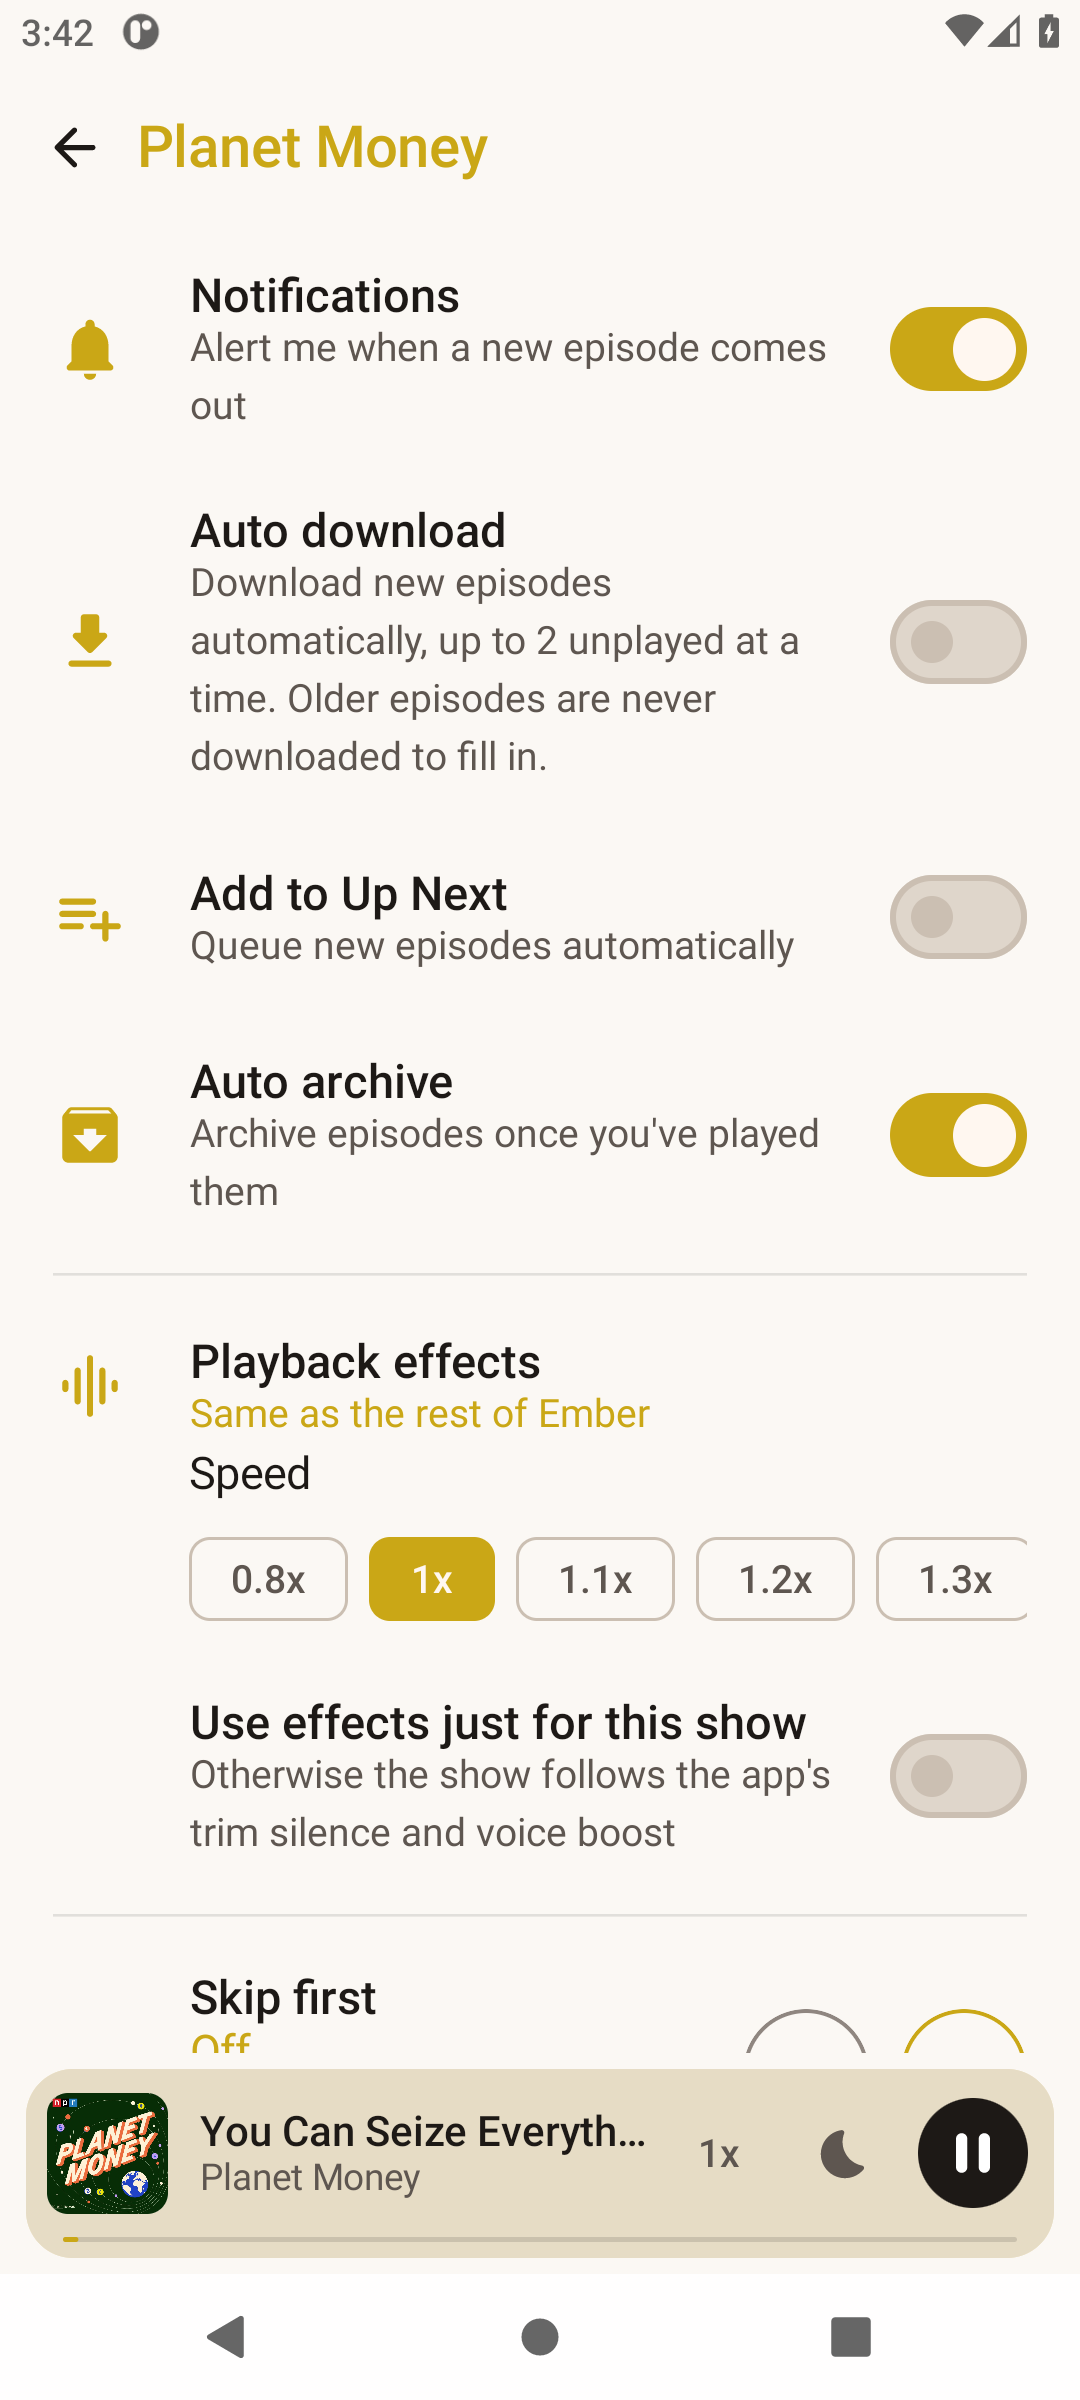 3:42
Planet Money
Notifications
Alert me when a new episode comes
out
Auto download
Download new episodes
automatically, up to 2 unplayed at a
time. Older episodes are never
downloaded to fill in.
Add to Up Next
Queue new episodes automatically
Auto archive
Archive episodes once you've played
them
Playback effects
Same as the rest of Ember
Speed
0.8x 1x 1.1x 1.2x 1.3x
Use effects just for this show
Otherwise the show follows the app's
trim silence and voice boost
Skip first
Off
npr
PLANET
MONEY
You Can Seize Everyth...
Planet Money
1x